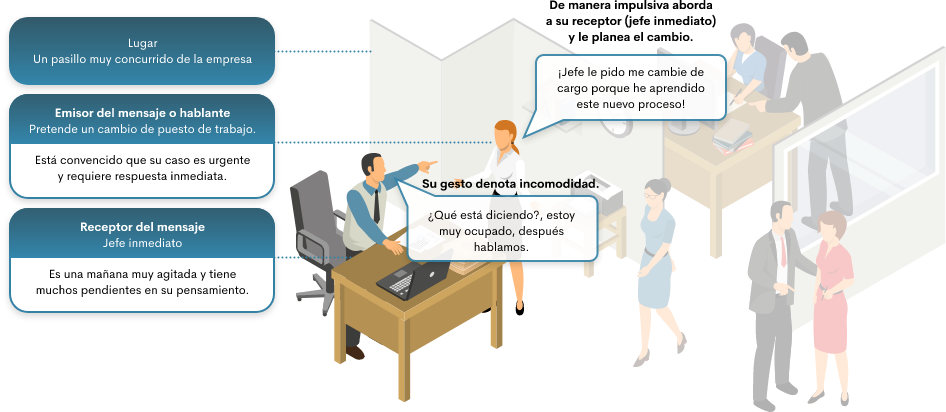 De manera impulsiva aborda
a su receptor (jefe inmediato)
y le planea el cambio.
Lugar
Un pasillo muy concurrido de la empresa
¡Jefe le pido me cambie de
cargo porque he aprendido
este nuevo proceso!
Emisor del mensaje o hablante
Pretende un cambio de puesto de trabajo.
Está convencido que su caso es urgente
y requiere respuesta inmediata.
Su gesto denota incomodidad.
¿Qué está diciendo?, estoy
muy ocupado, después
hablamos.
Receptor del mensaje
Jefe inmediato
Es una mañana muy agitada y tiene
muchos pendientes en su pensamiento.